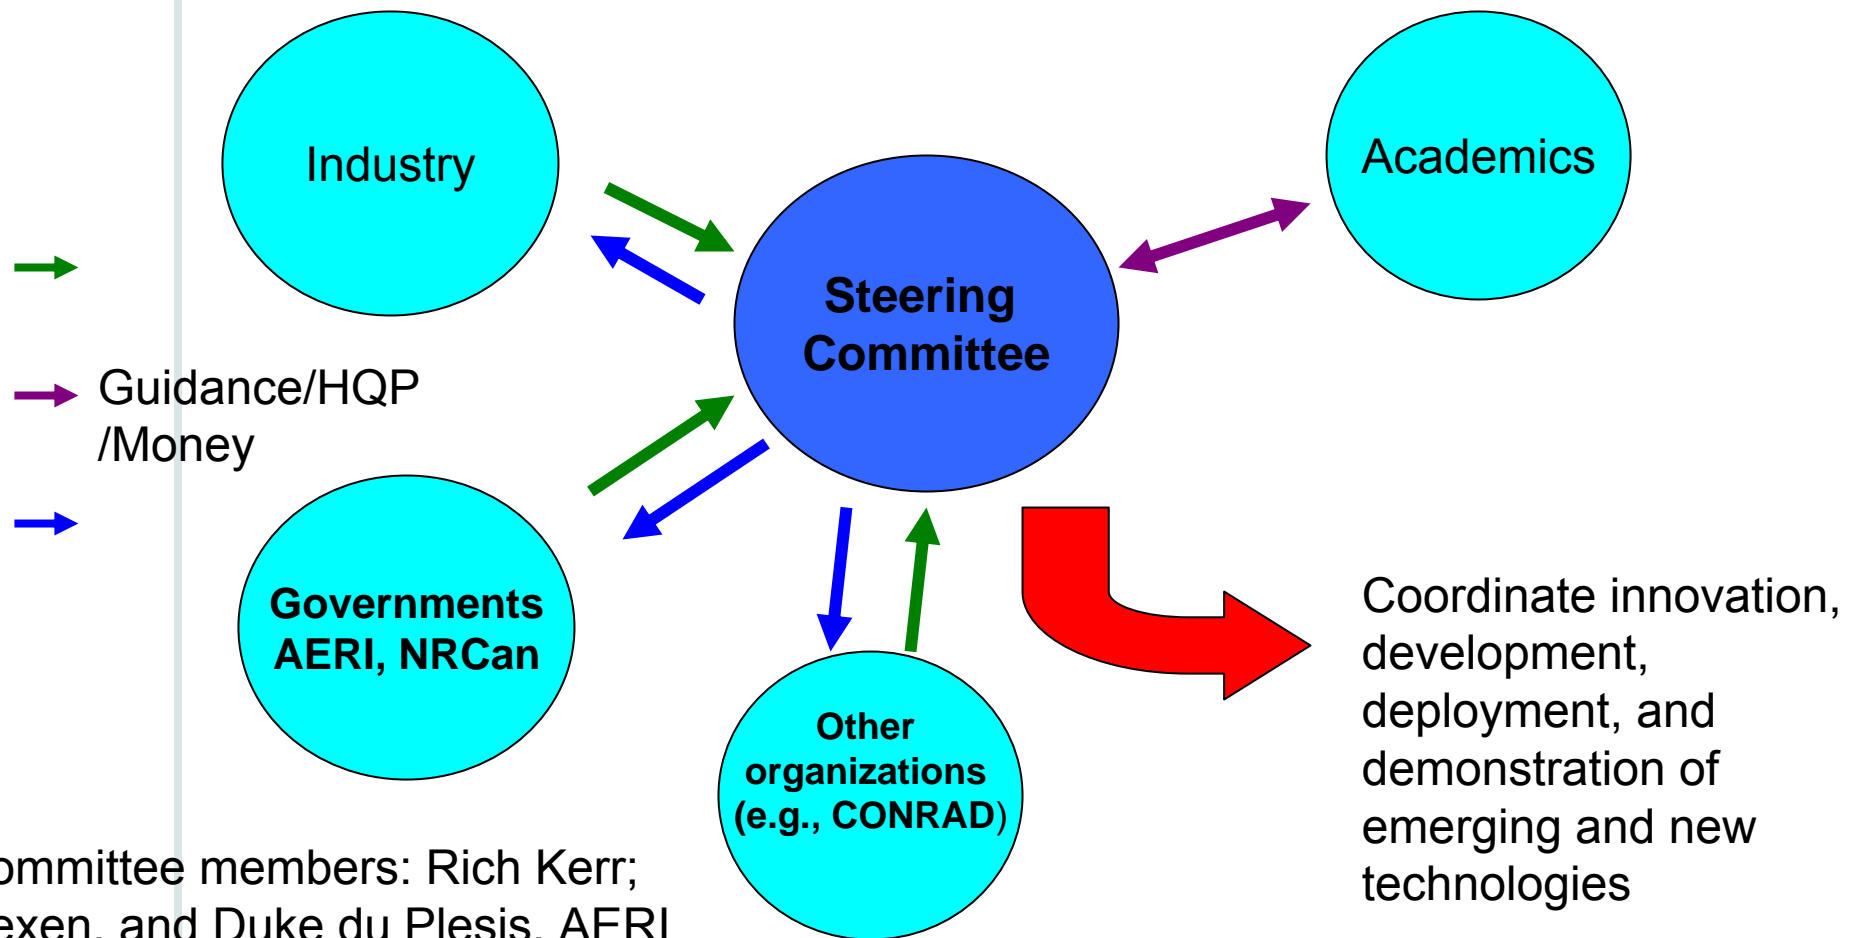 Industry
Academics
Steering
Committee
Guidance/HQP
/Money
Governments
AERI, NRCan
Other
organizations
(e.g., CONRAD)
Coordinate innovation,
development,
deployment, and
demonstration of
emerging and new
technologies
ommittee members: Rich Kerr;
exen, and Duke du Plesis, AERI